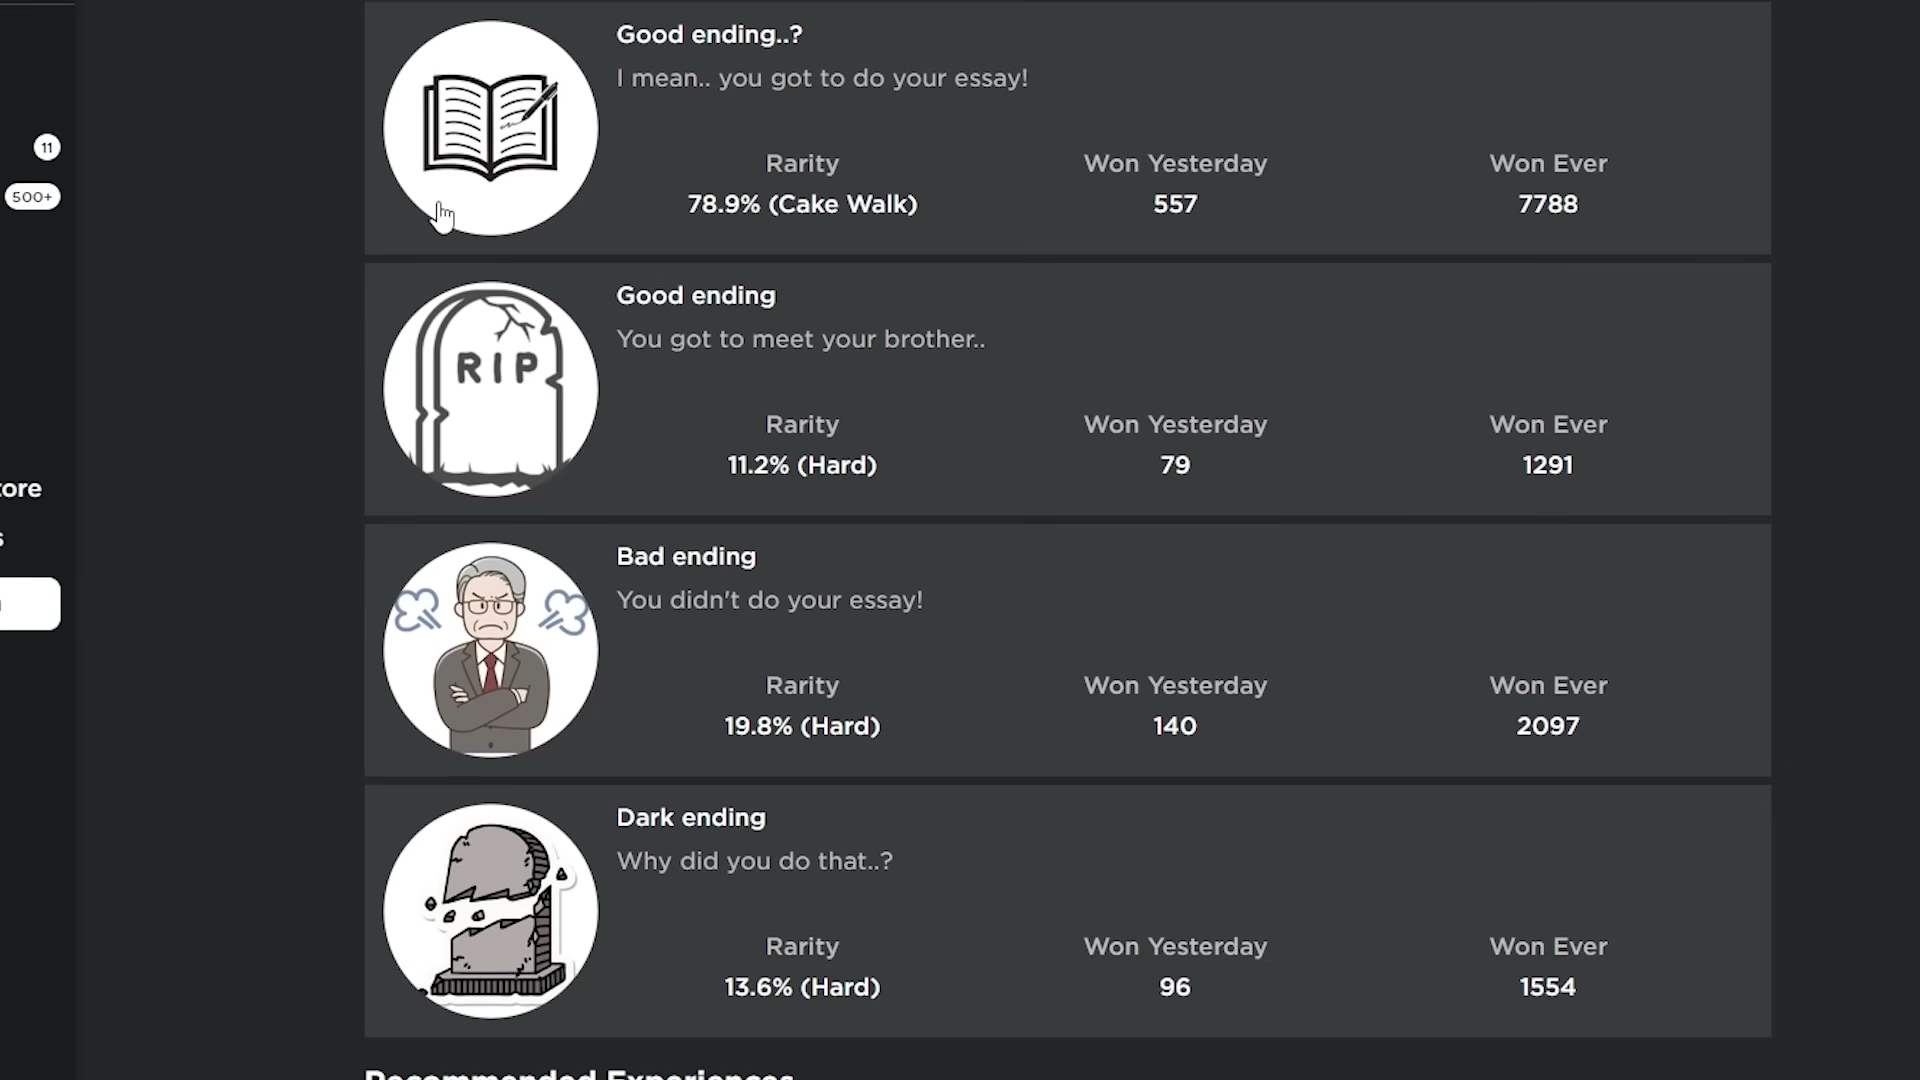 Good ending..?
I mean.. you got to do your essay!
11
Rarity
Won Yesterday
Won Ever
500+
78.9% (Cake Walk)
557
7788
Good ending
You got to meet your brother..
RIP
Rarity
Won Yesterday
Won Ever
11.2% (Hard)
79
1291
tore
s
Bad ending
You didn't do your essay!
Rarity
Won Yesterday
Won Ever
19.8% (Hard)
140
2097
Dark ending
Why did you do that..?
Rarity
Won Yesterday
Won Ever
13.6% (Hard)
96
1554
Recommended Experiences